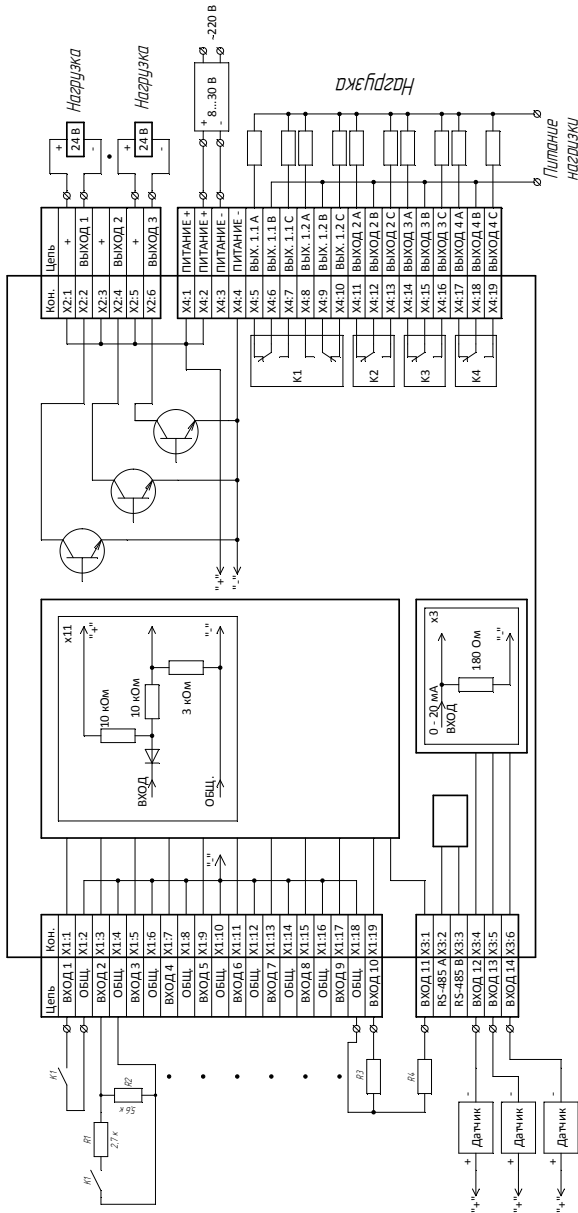 Цепь
Кон.
ВХОД 1 X1:1
ОБЩ. X1:2
ВХОД 2 X1:3
ОБЩ. X1:4
ВХОД 3 X1:5
ОБЩ. X1:6
ВХОД 4 X1:7
ОБЩ. X1:8
ВХОД 5 X1:9
ОБЩ. X1:10
ВХОД 6 X1:11
ОБЩ. X1:12
ВХОД 7 X1:13
ОБЩ. X1:14
ВХОД 8 X1:15
ОБЩ. X1:16
ВХОД 9 X1:17
ОБЩ. X1:18
ВХОД 10 X1:19
ВХОД 11 X3:1
RS-485 A X3:2
RS-485 B X3:3
ВХОД 12 X3:4
ВХОД 13 X3:5
ВХОД 14 X3:6
K1
K1
R1
2,7 к
R2
5,6 к
R3
R4
+ Датчик -
"+"
+ Датчик -
"+"
+ Датчик -
"+"
"-"
x11
"+"
10 кОм
10 кОм
3 кОм
ВХОД
ОБЩ.
"-"
x3
0 - 20 мА
ВХОД
180 Ом
"-"
"+"
"-"
Кон. Цепь
X2:1 +
X2:2 ВЫХОД 1
X2:3 +
X2:4 ВЫХОД 2
X2:5 +
X2:6 ВЫХОД 3
X4:1 ПИТАНИЕ +
X4:2 ПИТАНИЕ +
X4:3 ПИТАНИЕ -
X4:4 ПИТАНИЕ -
X4:5 ВЫХ. 1.1 A
X4:6 ВЫХ. 1.1 B
X4:7 ВЫХ. 1.1 C
X4:8 ВЫХ. 1.2 A
X4:9 ВЫХ. 1.2 B
X4:10 ВЫХ. 1.2 C
X4:11 ВЫХОД 2 A
X4:12 ВЫХОД 2 B
X4:13 ВЫХОД 2 C
X4:14 ВЫХОД 3 A
X4:15 ВЫХОД 3 B
X4:16 ВЫХОД 3 C
X4:17 ВЫХОД 4 A
X4:18 ВЫХОД 4 B
X4:19 ВЫХОД 4 C
K1
K2
K3
K4
+ 24 В -
Нагрузка
+ 24 В -
Нагрузка
+ 8...30 В -
~220 В
Нагрузка
Питание
нагрузки